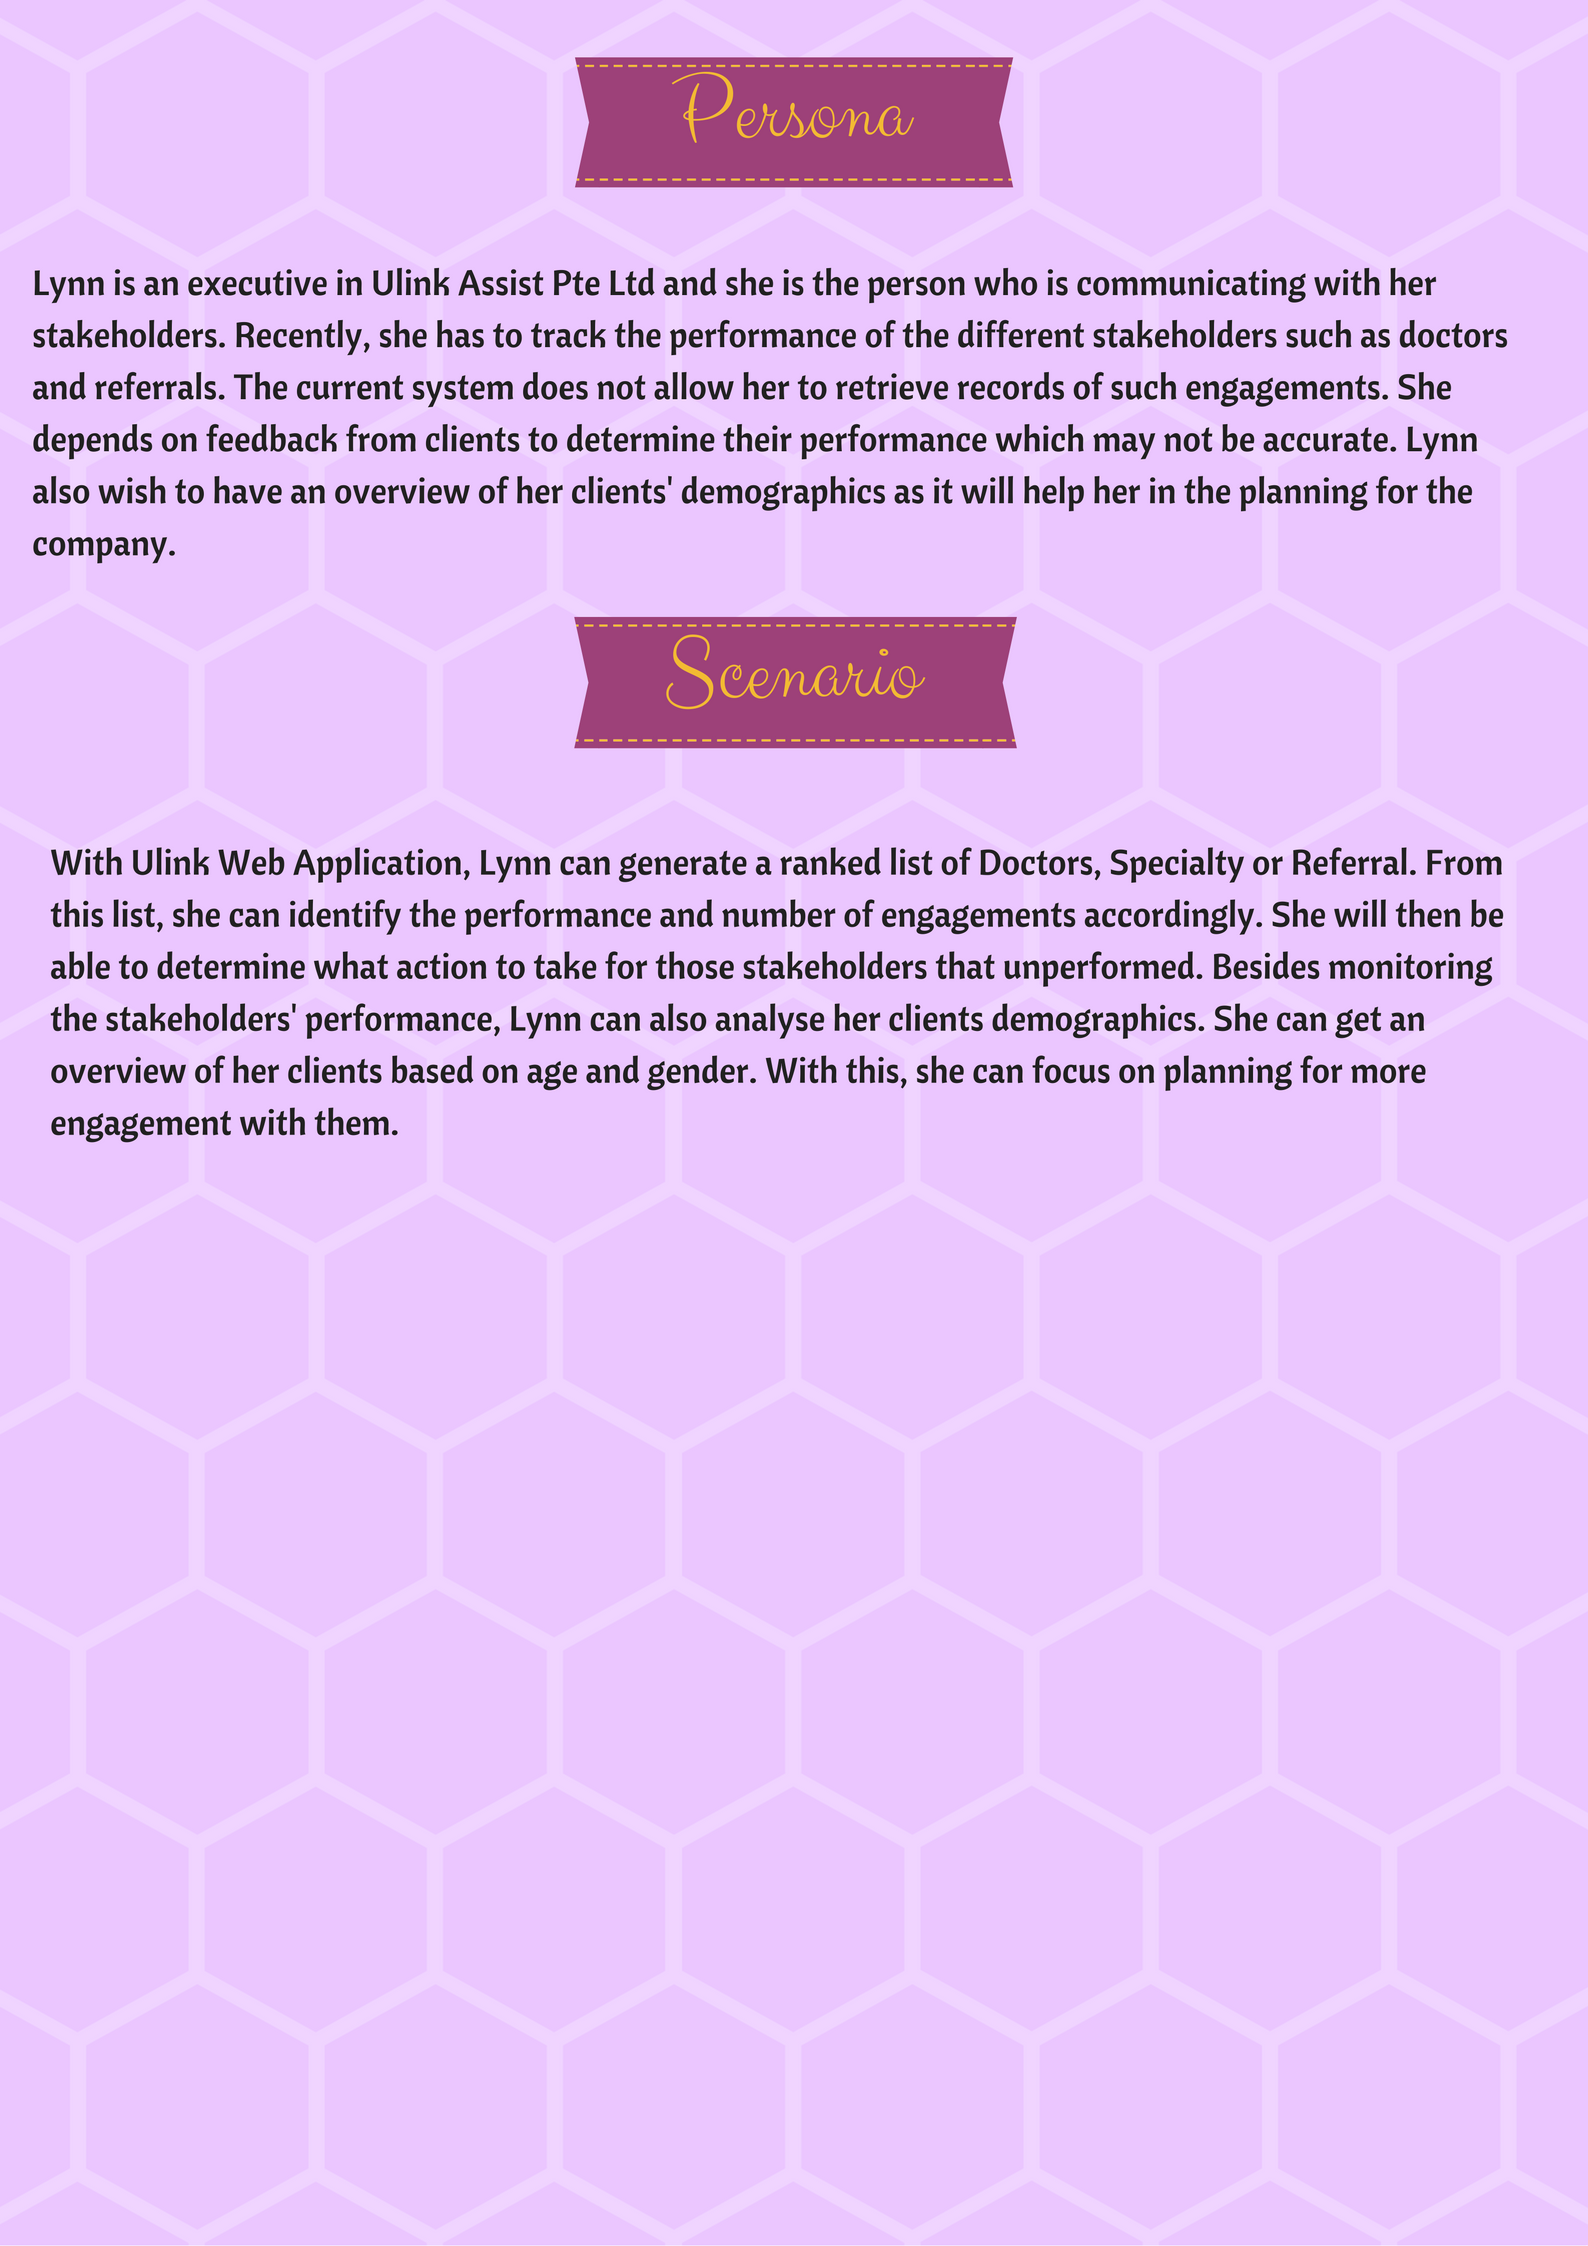 Persona
Lynn is an executive in Ulink Assist Pte Ltd and she is the person who is communicating with her
stakeholders. Recently, she has to track the performance of the different stakeholders such as doctors
and referrals. The current system does not allow her to retrieve records of such engagements. She
depends on feedback from clients to determine their performance which may not be accurate. Lynn
also wish to have an overview of her clients' demographics as it will help her in the planning for the
company.
Scenario
With Ulink Web Application, Lynn can generate a ranked list of Doctors, Specialty or Referral. From
this list, she can identify the performance and number of engagements accordingly. She will then be
able to determine what action to take for those stakeholders that unperformed. Besides monitoring
the stakeholders' performance, Lynn can also analyse her clients demographics. She can get an
overview of her clients based on age and gender. With this, she can focus on planning for more
engagement with them.